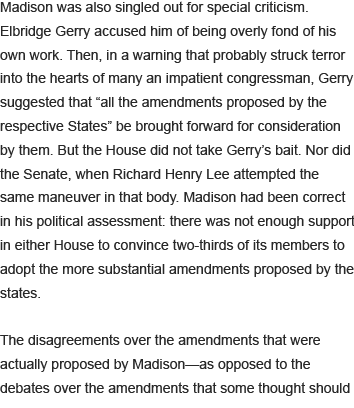 Madison was also singled out for special criticism.
Elbridge Gerry accused him of being overly fond of his
own work. Then, in a warning that probably struck terror
into the hearts of many an impatient congressman, Gerry
suggested that “all the amendments proposed by the
respective States” be brought forward for consideration
by them. But the House did not take Gerry’s bait. Nor did
the Senate, when Richard Henry Lee attempted the
same maneuver in that body. Madison had been correct
in his political assessment: there was not enough support
in either House to convince two-thirds of its members to
adopt the more substantial amendments proposed by the
states.

The disagreements over the amendments that were
actually proposed by Madison—as opposed to the
debates over the amendments that some thought should